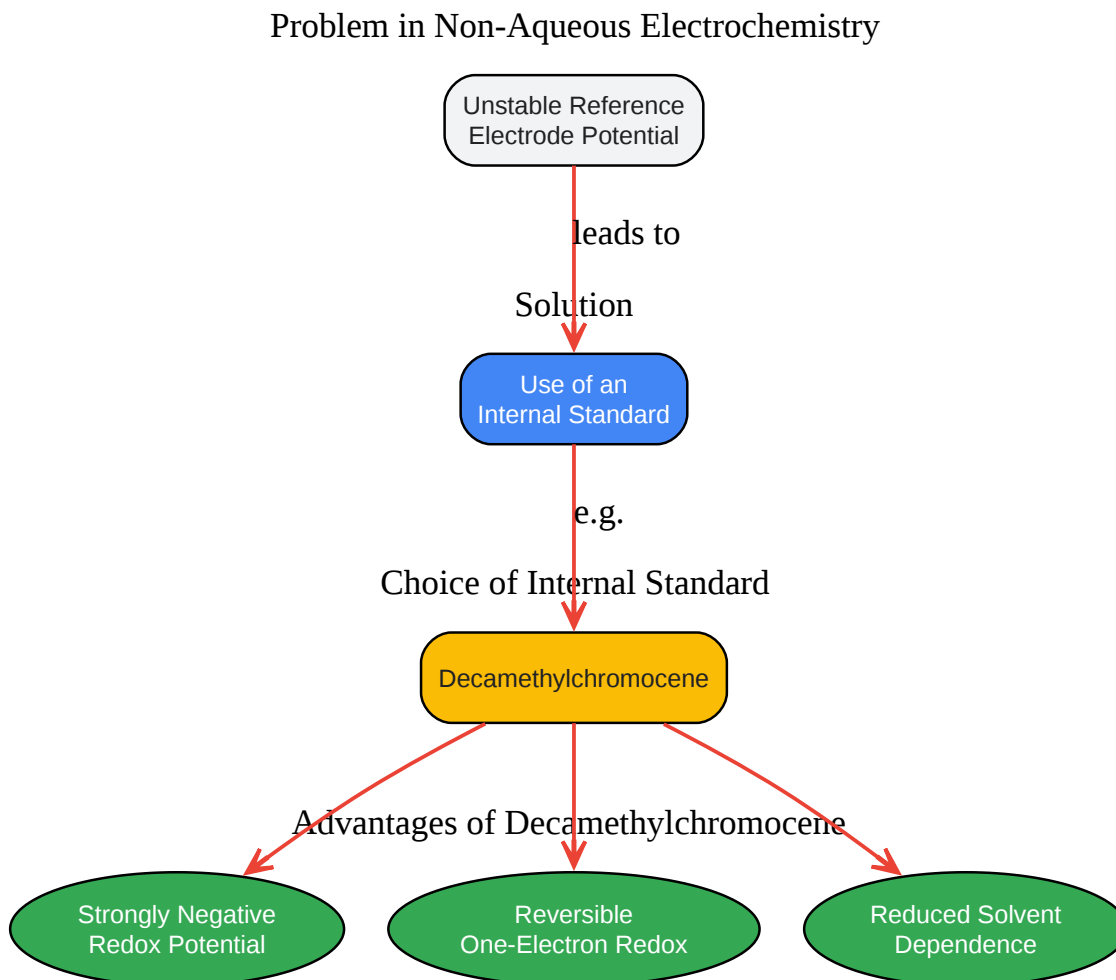 Problem in Non-Aqueous Electrochemistry
Unstable Reference
Electrode Potential
leads to
Solution
Use of an
Internal Standard
e.g.
Choice of Internal Standard
Decamethylchromocene
Advantages of Decamethylchromocene
Strongly Negative
Redox Potential
Reversible
One-Electron Redox
Reduced Solvent
Dependence